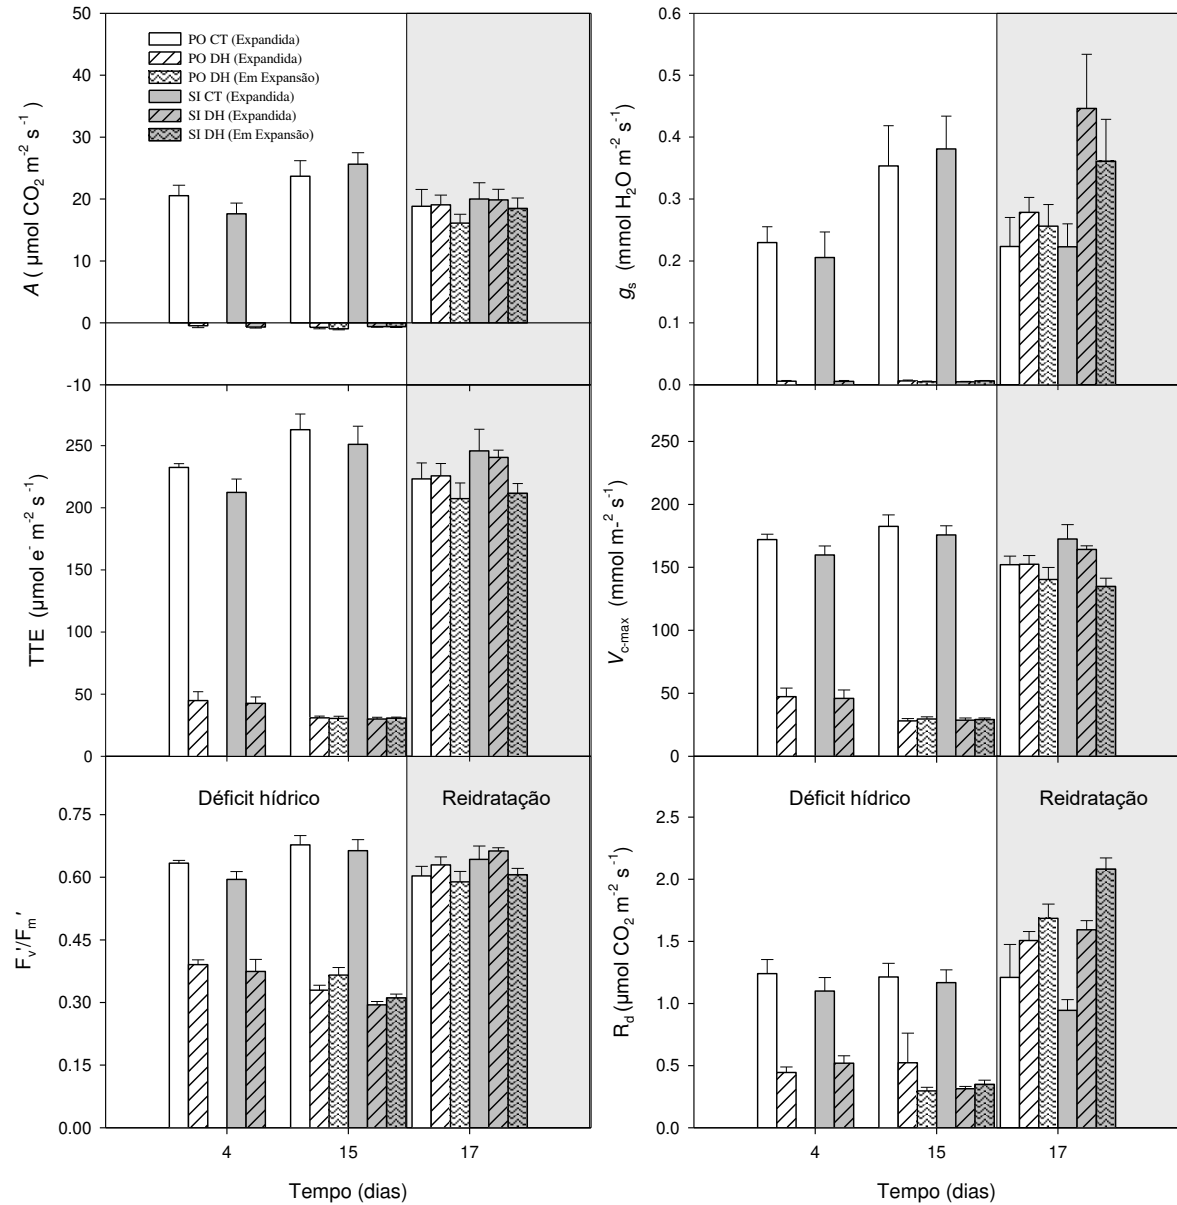 50
40
30
20
10
0
-10
A ( µmol CO2 m-2 s-1 )
PO CT (Expandida)
PO DH (Expandida)
PO DH (Em Expansão)
SI CT (Expandida)
SI DH (Expandida)
SI DH (Em Expansão)
0.6
0.5
0.4
0.3
0.2
0.1
0.0
gs (mmol H2O m-2 s-1)
250
200
150
100
50
0
TTE (µmol e- m-2 s-1)
250
200
150
100
50
0
Vc-max (mmol m-2 s-1)
Déficit hídrico
Reidratação
0.75
0.60
0.45
0.30
0.15
0.00
Fv'/Fm'
4
15
17
Tempo (dias)
Déficit hídrico
Reidratação
2.5
2.0
1.5
1.0
0.5
0.0
Rd (µmol CO2 m-2 s-1)
4
15
17
Tempo (dias)